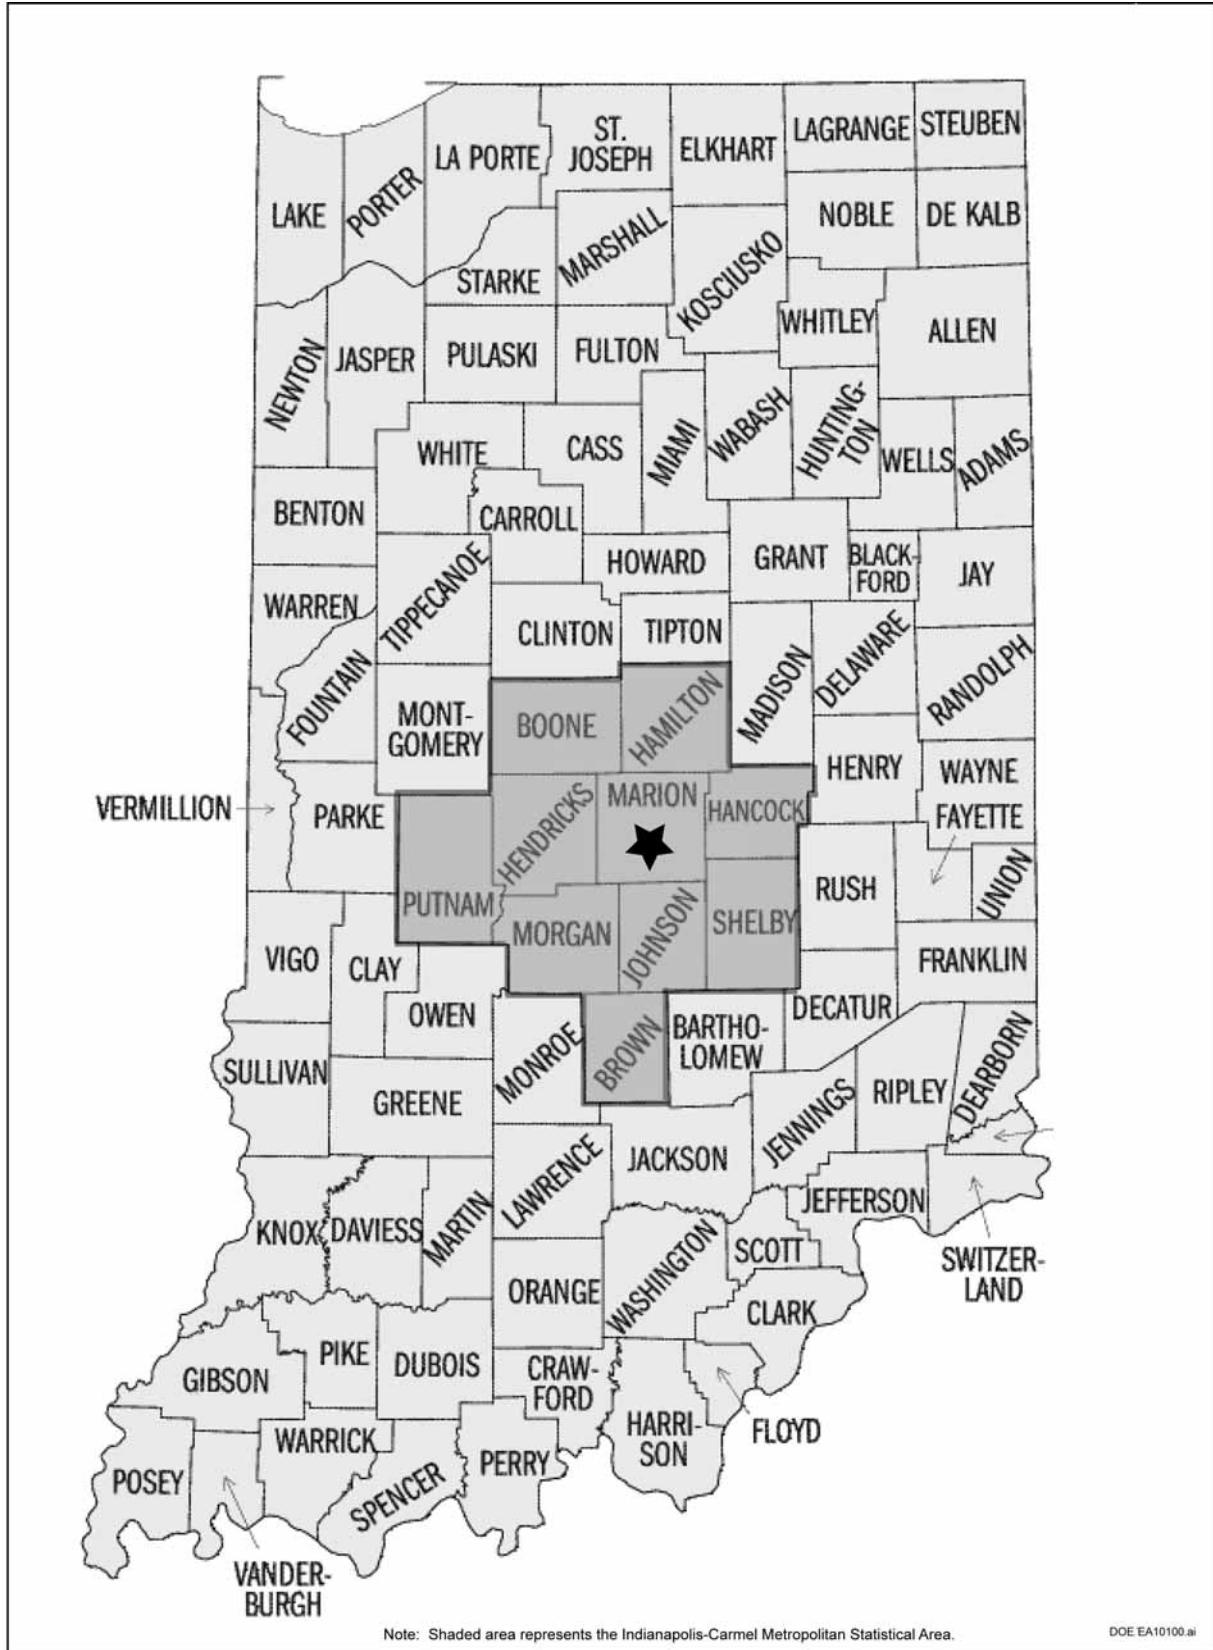 ST.
JOSEPH
LAGRANGE
STEUBEN
LA PORTE
ELKHART
LAKE
PORTER
NOBLE
DE KALB
MARSHALL
KOSCIUSKO
STARKE
WHITLEY
ALLEN
NEWTON
JASPER
PULASKI
FULTON
WHITE
CASS
MIAMI
WABASH
HUNTING-
TON
WELLS
ADAMS
BENTON
CARROLL
GRANT
BLACK-
FORD
JAY
HOWARD
WARREN
TIPPECANOE
CLINTON
TIPTON
MADISON
DELAWARE
RANDOLPH
FOUNTAIN
MONT-
GOMERY
BOONE
HAMILTON
HENRY
WAYNE
VERMILLION
PARKE
HENDRICKS
MARION
HANCOCK
FAYETTE
PUTNAM
RUSH
UNION
MORGAN
JOHNSON
SHELBY
VIGO
CLAY
FRANKLIN
OWEN
DECATUR
MONROE
BROWN
BARTHO-
LOMEW
SULLIVAN
GREENE
JENNINGS
RIPLEY
DEARBORN
LAWRENCE
JACKSON
KNOX
DAVIESS
MARTIN
JEFFERSON
WASHINGTON
SCOTT
SWITZER-
LAND
ORANGE
CLARK
GIBSON
PIKE
DUBOIS
CRAW-
FORD
HARRI-
SON
FLOYD
POSEY
WARRICK
SPENCER
PERRY
VANDER-
BURGH
Note: Shaded area represents the Indianapolis-Carmel Metropolitan Statistical Area.
DOE EA10100.ai